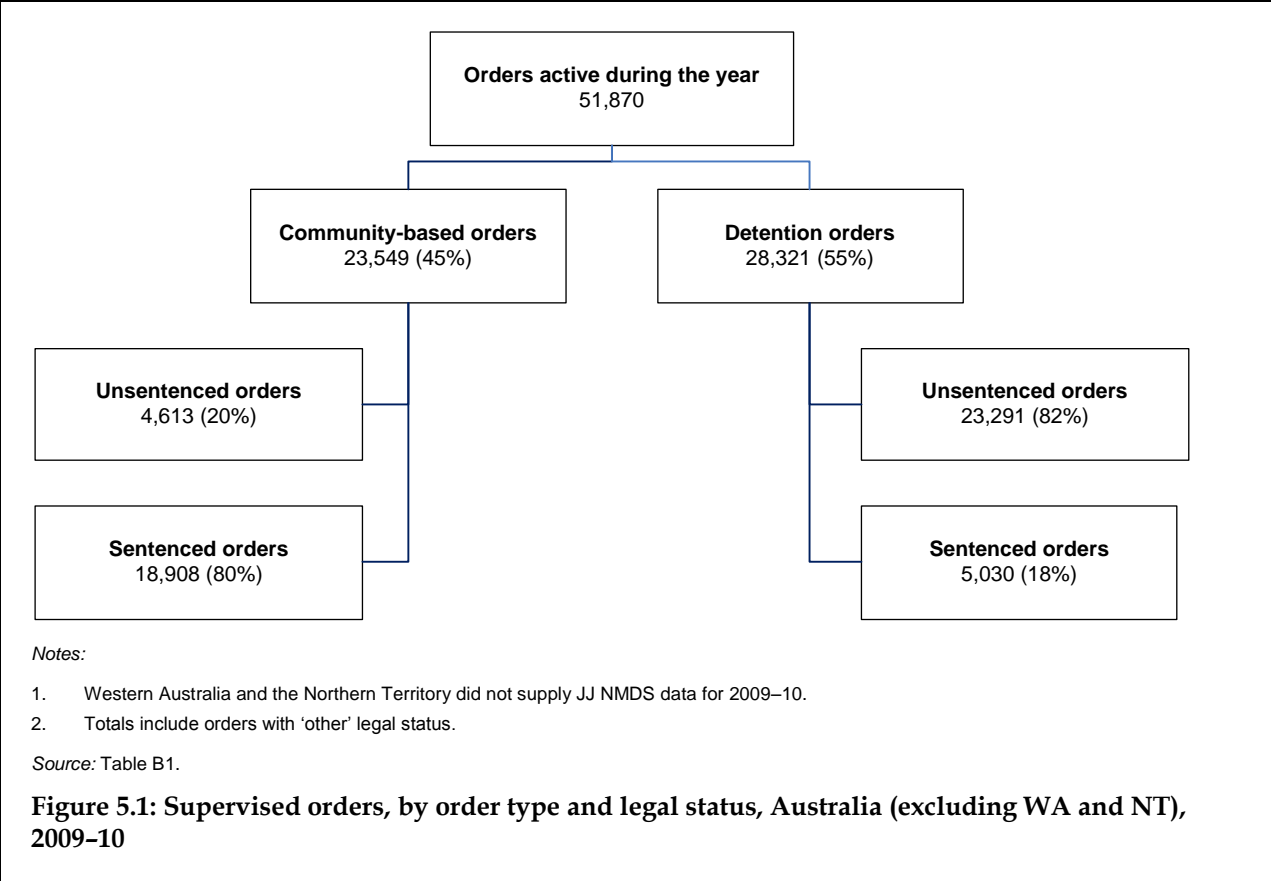 Orders active during the year
51,870
Community-based orders
23,549 (45%)
Detention orders
28,321 (55%)
Unsentenced orders
4,613 (20%)
Unsentenced orders
23,291 (82%)
Sentenced orders
18,908 (80%)
Sentenced orders
5,030 (18%)
Notes:
1. Western Australia and the Northern Territory did not supply JJ NMDS data for 2009–10.
2. Totals include orders with ‘other’ legal status.
Source: Table B1.
Figure 5.1: Supervised orders, by order type and legal status, Australia (excluding WA and NT),
2009–10